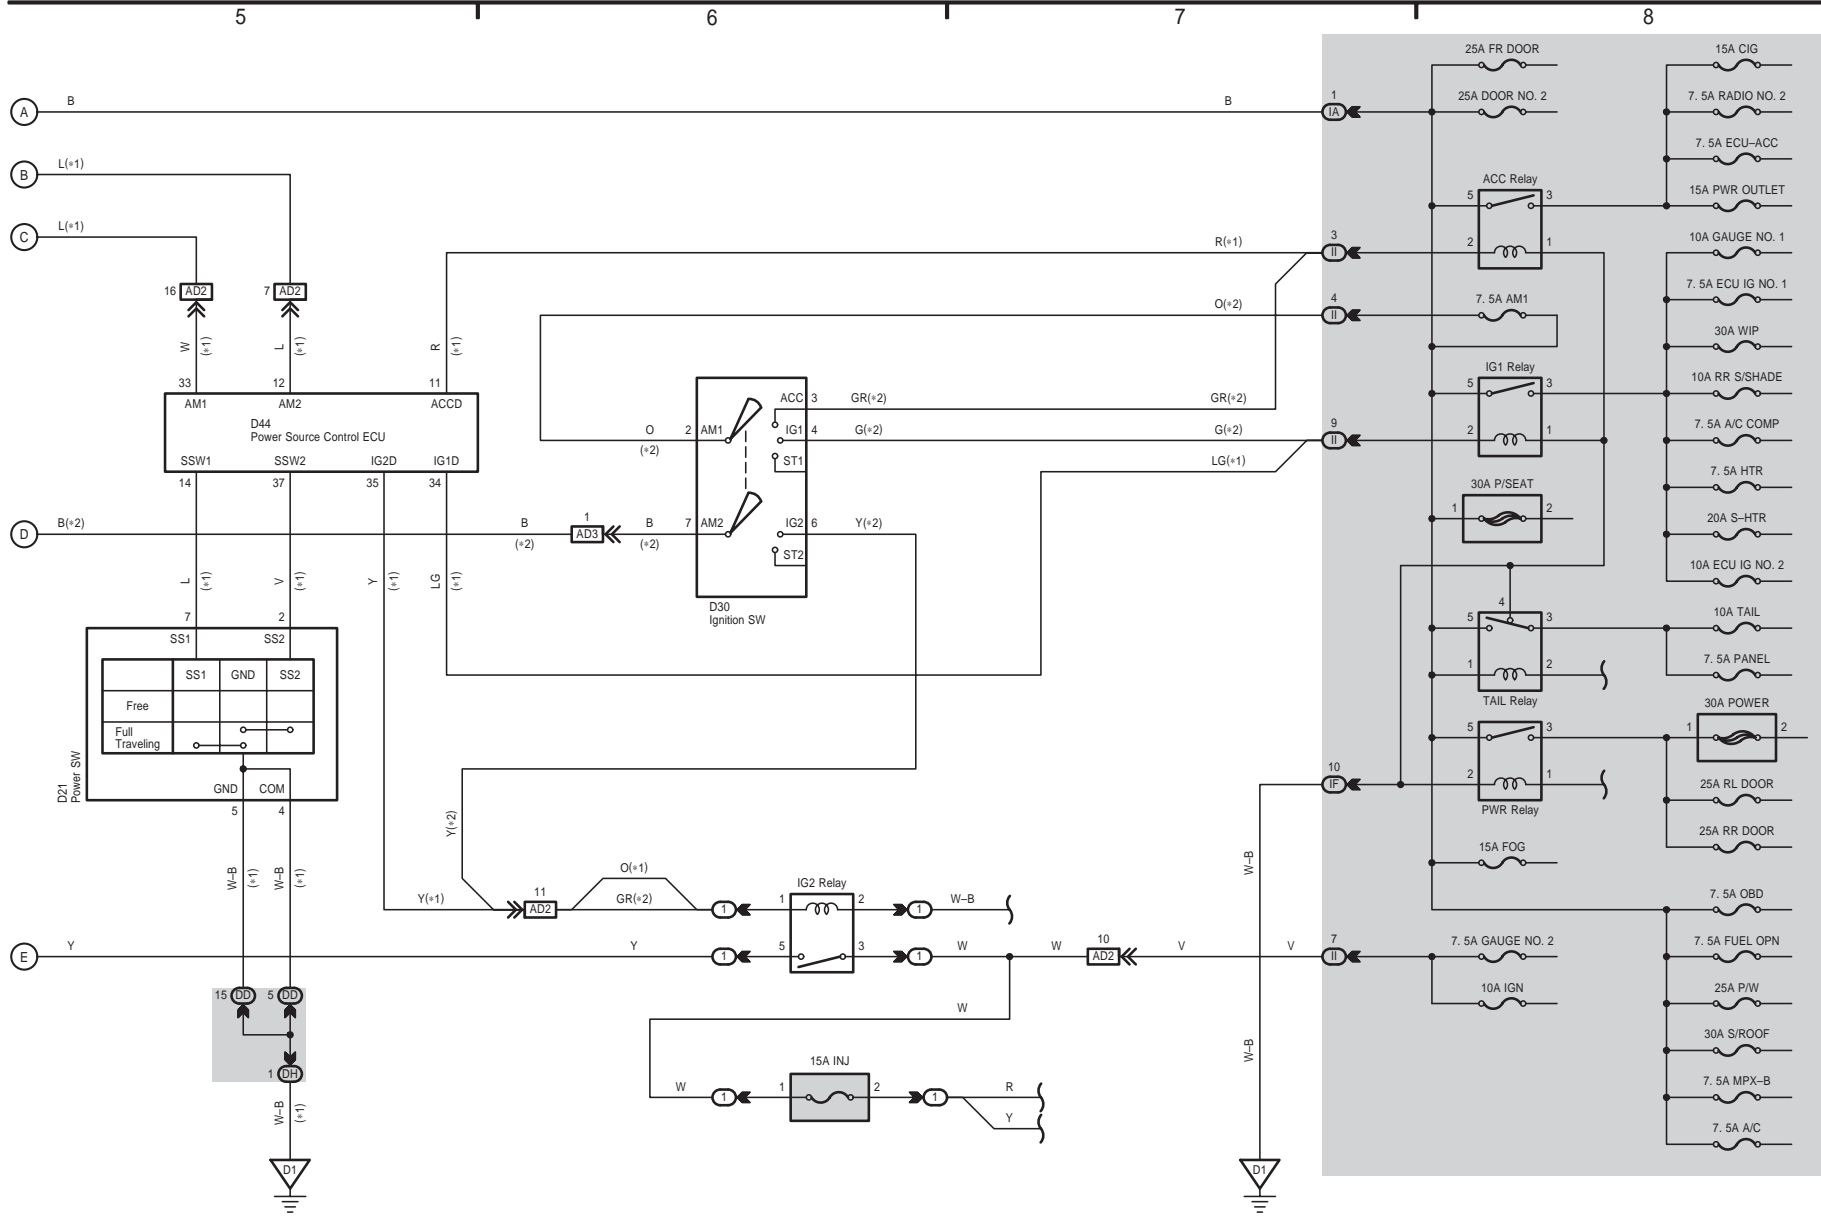 5 6 7 8
25A FR DOOR
15A CIG
A B B 1 IA
25A DOOR NO. 2
7. 5A RADIO NO. 2
B L(*1)
7. 5A ECU–ACC
ACC Relay
5 3
15A PWR OUTLET
C L(*1)
R(*1) 3 II
2 1
10A GAUGE NO. 1
16 AD2 7 AD2
O(*2) 4 II
7. 5A AM1
7. 5A ECU IG NO. 1
W (*1) L (*1) R (*1)
30A WIP
33 12 11
AM1 AM2 ACCD
D44
Power Source Control ECU
SSW1 SSW2 IG2D IG1D
14 37 35 34
IG1 Relay
5 3
10A RR S/SHADE
ACC 3 GR(*2) GR(*2)
O (*2) 2 AM1
IG1 4 G(*2) G(*2) 9 II
2 1
7. 5A A/C COMP
ST1
LG(*1)
7. 5A HTR
30A P/SEAT
1 2
20A S–HTR
D B(*2) B (*2) 1 AD3 B (*2) 7 AM2
IG2 6 Y(*2)
ST2
10A ECU IG NO. 2
L (*1) V (*1) Y (*1) LG (*1)
D30
Ignition SW
4
5 3
10A TAIL
7 2
SS1 SS2
SS1 GND SS2
Free
Full
Traveling
GND COM
D21
Power SW
5 4
1 2
7. 5A PANEL
TAIL Relay
30A POWER
5 3
1 2
10 IF
2 1
PWR Relay
25A RL DOOR
25A RR DOOR
Y(*2)
W–B (*1) W–B (*1)
W–B
15A FOG
O(*1)
IG2 Relay
Y(*1) 11 AD2 GR(*2) 1 1 2 1 W–B
7. 5A OBD
E Y Y 1 5 3 1 W W 10 AD2 V V 7 II
7. 5A GAUGE NO. 2
7. 5A FUEL OPN
15 DD 5 DD
10A IGN
25A P/W
W
1 DH
W–B
30A S/ROOF
15A INJ
W 1 1 2 1 R
Y
7. 5A MPX–B
W–B (*1)
7. 5A A/C
D1 D1